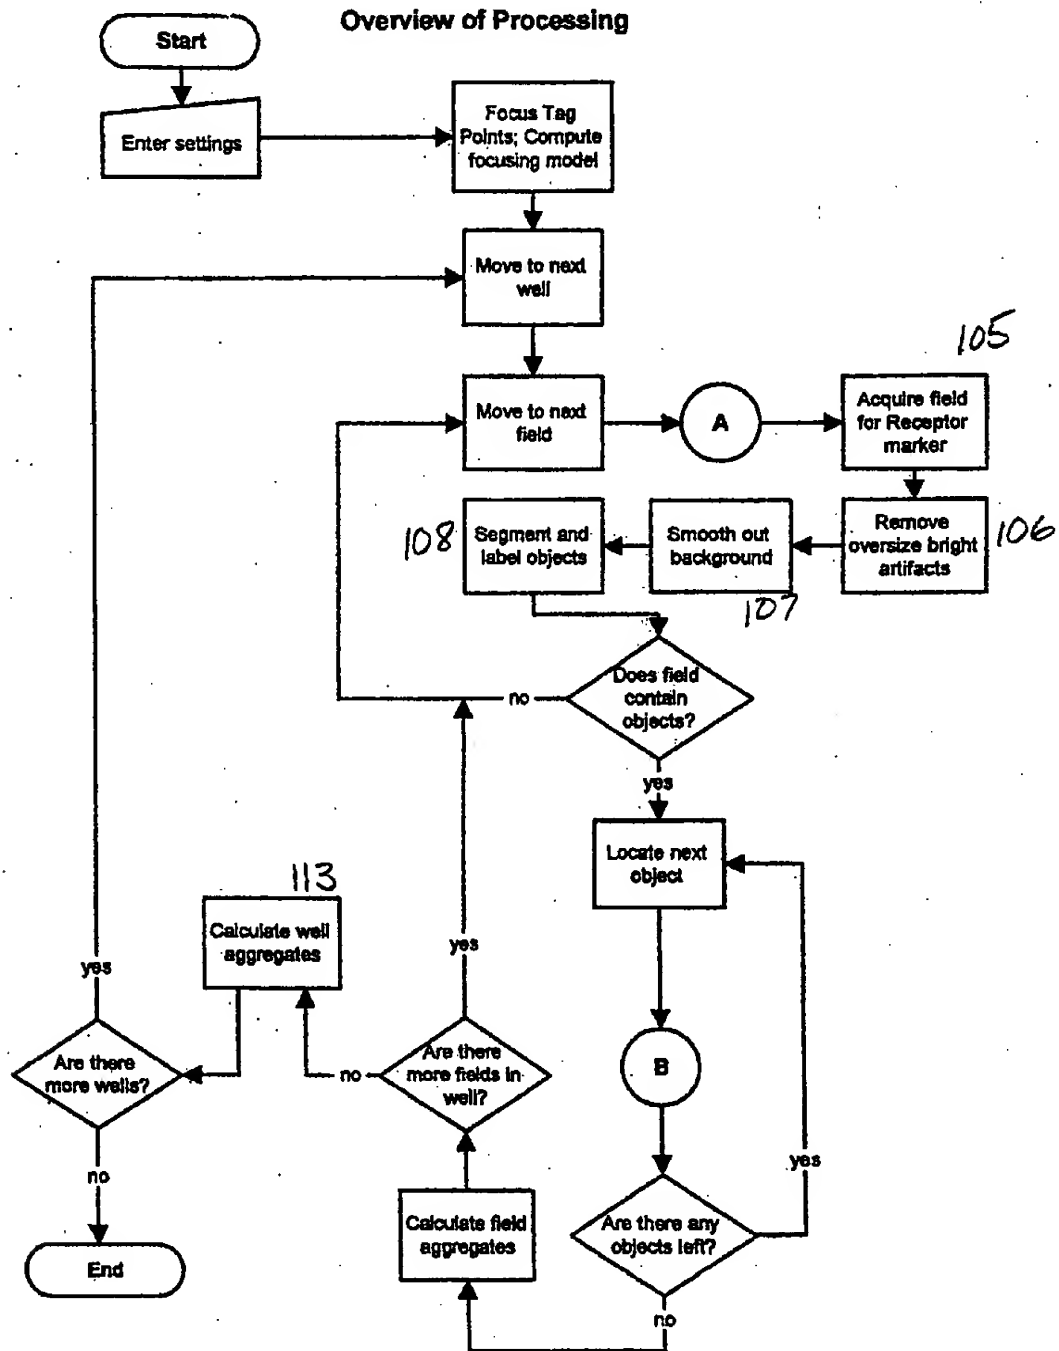 Overview of Processing
Start
Enter settings
Focus Tag
Points; Compute
focusing model
Move to next
well
105
Move to next
field
A
Acquire field
for Receptor
marker
108
Segment and
label objects
Smooth out
background
107
Remove
oversize bright
artifacts
106
Does field
contain
objects?
no
yes
Locate next
object
113
Calculate well
aggregates
yes
yes
Are there
more wells?
no
Are there
more fields in
well?
B
yes
no
Calculate field
aggregates
Are there any
objects left?
End
no